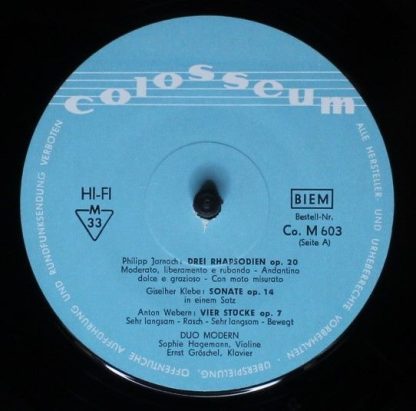 colosseum
HI-FI
M
33
BIEM
Bestell-Nr.
Co. M 603
(Seite A)
Philipp Jarnach: DREI RHAPSODIEN op. 20
Moderato, liberamento e rubando - Andantino
dolce e grazioso - Con moto misurato
Giselher Klebe: SONATE op. 14
in einem Satz
Anton Webern: VIER STÜCKE op. 7
Sehr langsam - Rasch - Sehr langsam - Bewegt
DUO MODERN
Sophie Hagemann, Violine
Ernst Gröschel, Klavier
ALLE HERSTELLER- UND URHEBERRECHTE VORBEHALTEN · ÜBERSPIELUNG, ÖFFENTLICHE AUFFÜHRUNG UND RUNDFUNKSENDUNG VERBOTEN